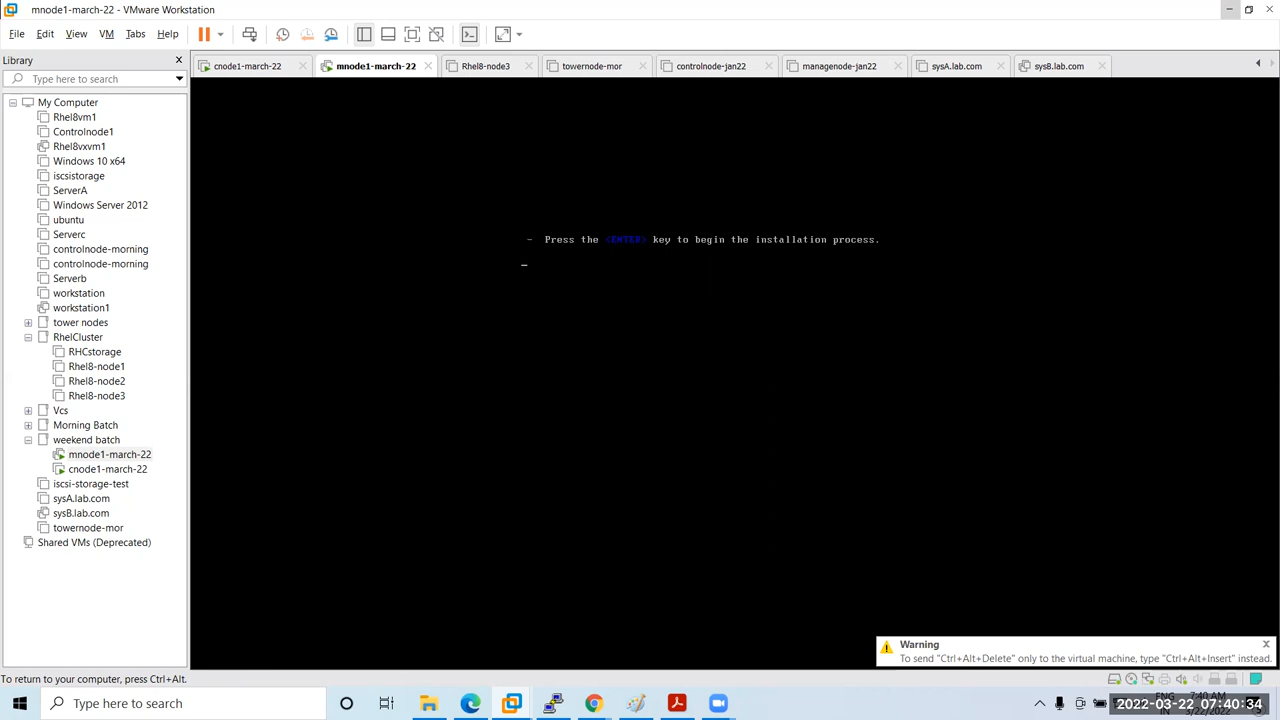 mnode1-march-22 - VMware Workstation
File Edit View VM Tabs Help
Library
Type here to search
My Computer
Rhel8vm1
Controlnode1
Rhel8vxvm1
Windows 10 x64
iscsistorage
ServerA
Windows Server 2012
ubuntu
Serverc
controlnode-morning
controlnode-morning
Serverb
workstation
workstation1
tower nodes
RhelCluster
RHCstorage
Rhel8-node1
Rhel8-node2
Rhel8-node3
Vcs
Morning Batch
weekend batch
mnode1-march-22
cnode1-march-22
iscsi-storage-test
sysA.lab.com
sysB.lab.com
towernode-mor
Shared VMs (Deprecated)
cnode1-march-22 mnode1-march-22 Rhel8-node3 towernode-mor controlnode-jan22 managenode-jan22 sysA.lab.com sysB.lab.com
- Press the <ENTER> key to begin the installation process.
Warning
To send "Ctrl+Alt+Delete" only to the virtual machine, type "Ctrl+Alt+Insert" instead.
To return to your computer, press Ctrl+Alt.
Type here to search
2022-03-22 07:40:34